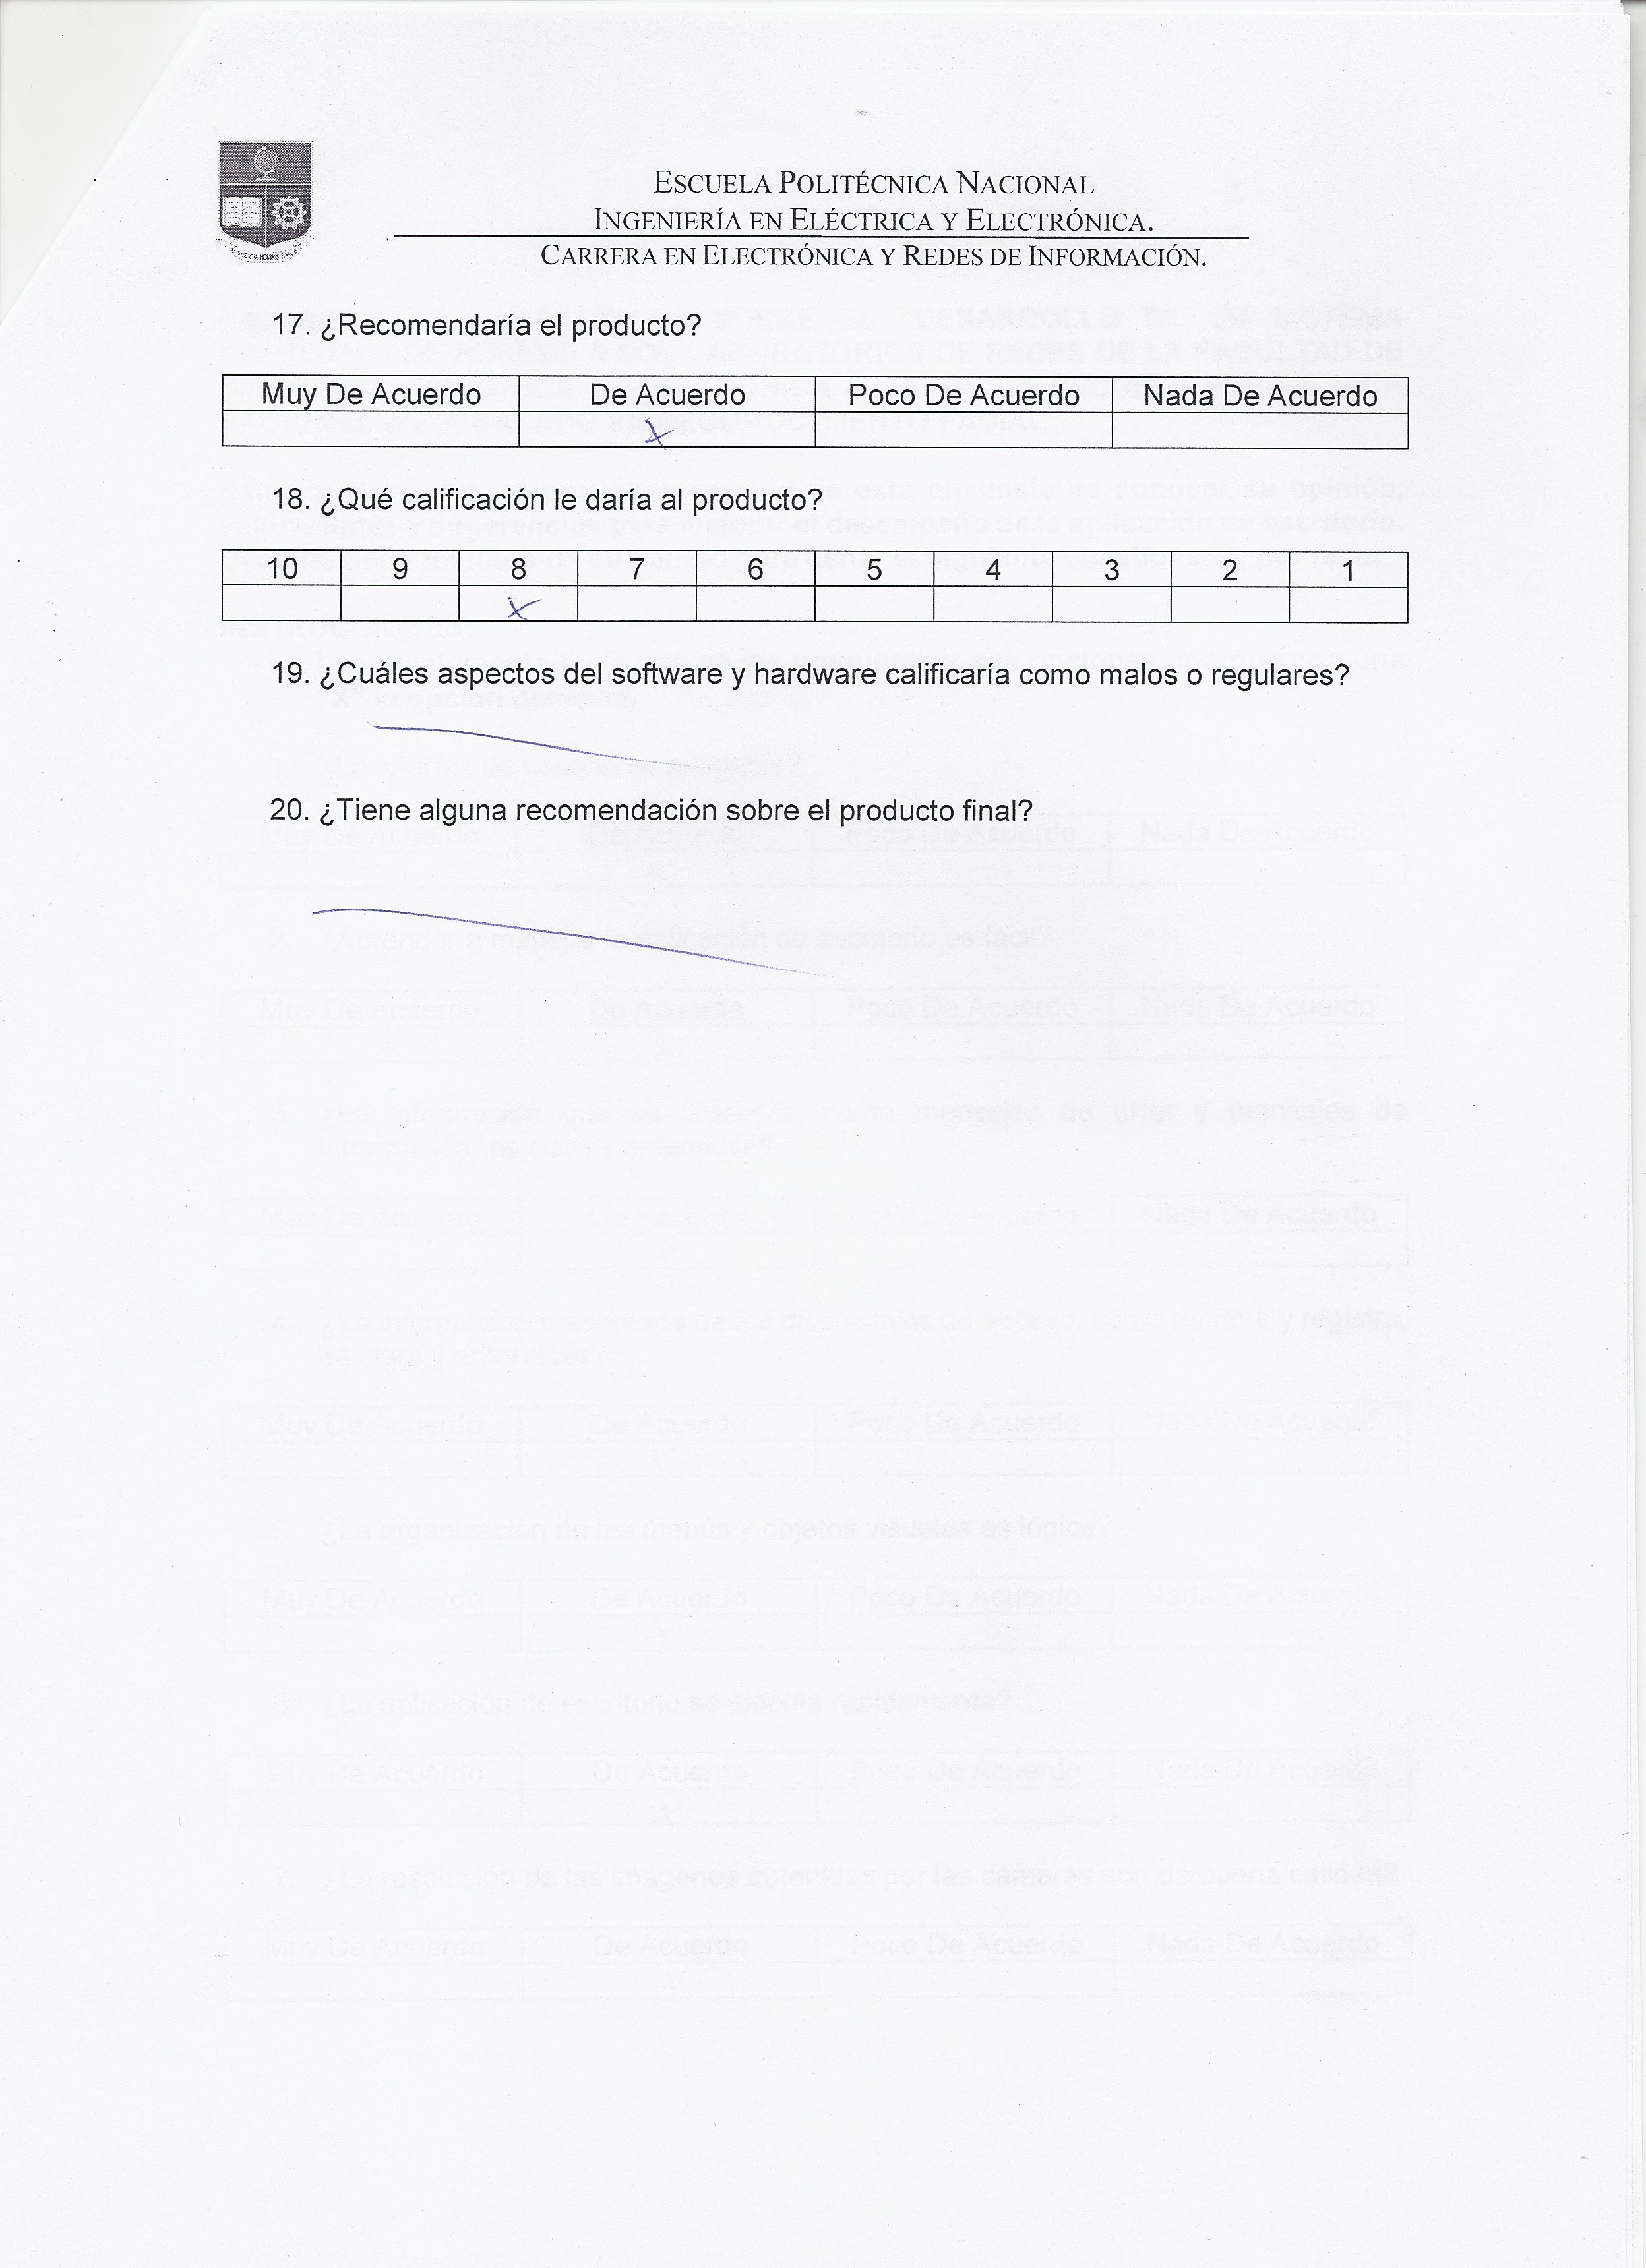 ESCUELA POLITÉCNICA NACIONAL
INGENIERÍA EN ELÉCTRICA Y ELECTRÓNICA.
CARRERA EN ELECTRÓNICA Y REDES DE INFORMACIÓN.
17. ¿Recomendaría el producto?
Muy De Acuerdo De Acuerdo Poco De Acuerdo Nada De Acuerdo
X
18. ¿Qué calificación le daría al producto?
10 9 8 7 6 5 4 3 2 1
X
19. ¿Cuáles aspectos del software y hardware calificaría como malos o regulares?
20. ¿Tiene alguna recomendación sobre el producto final?